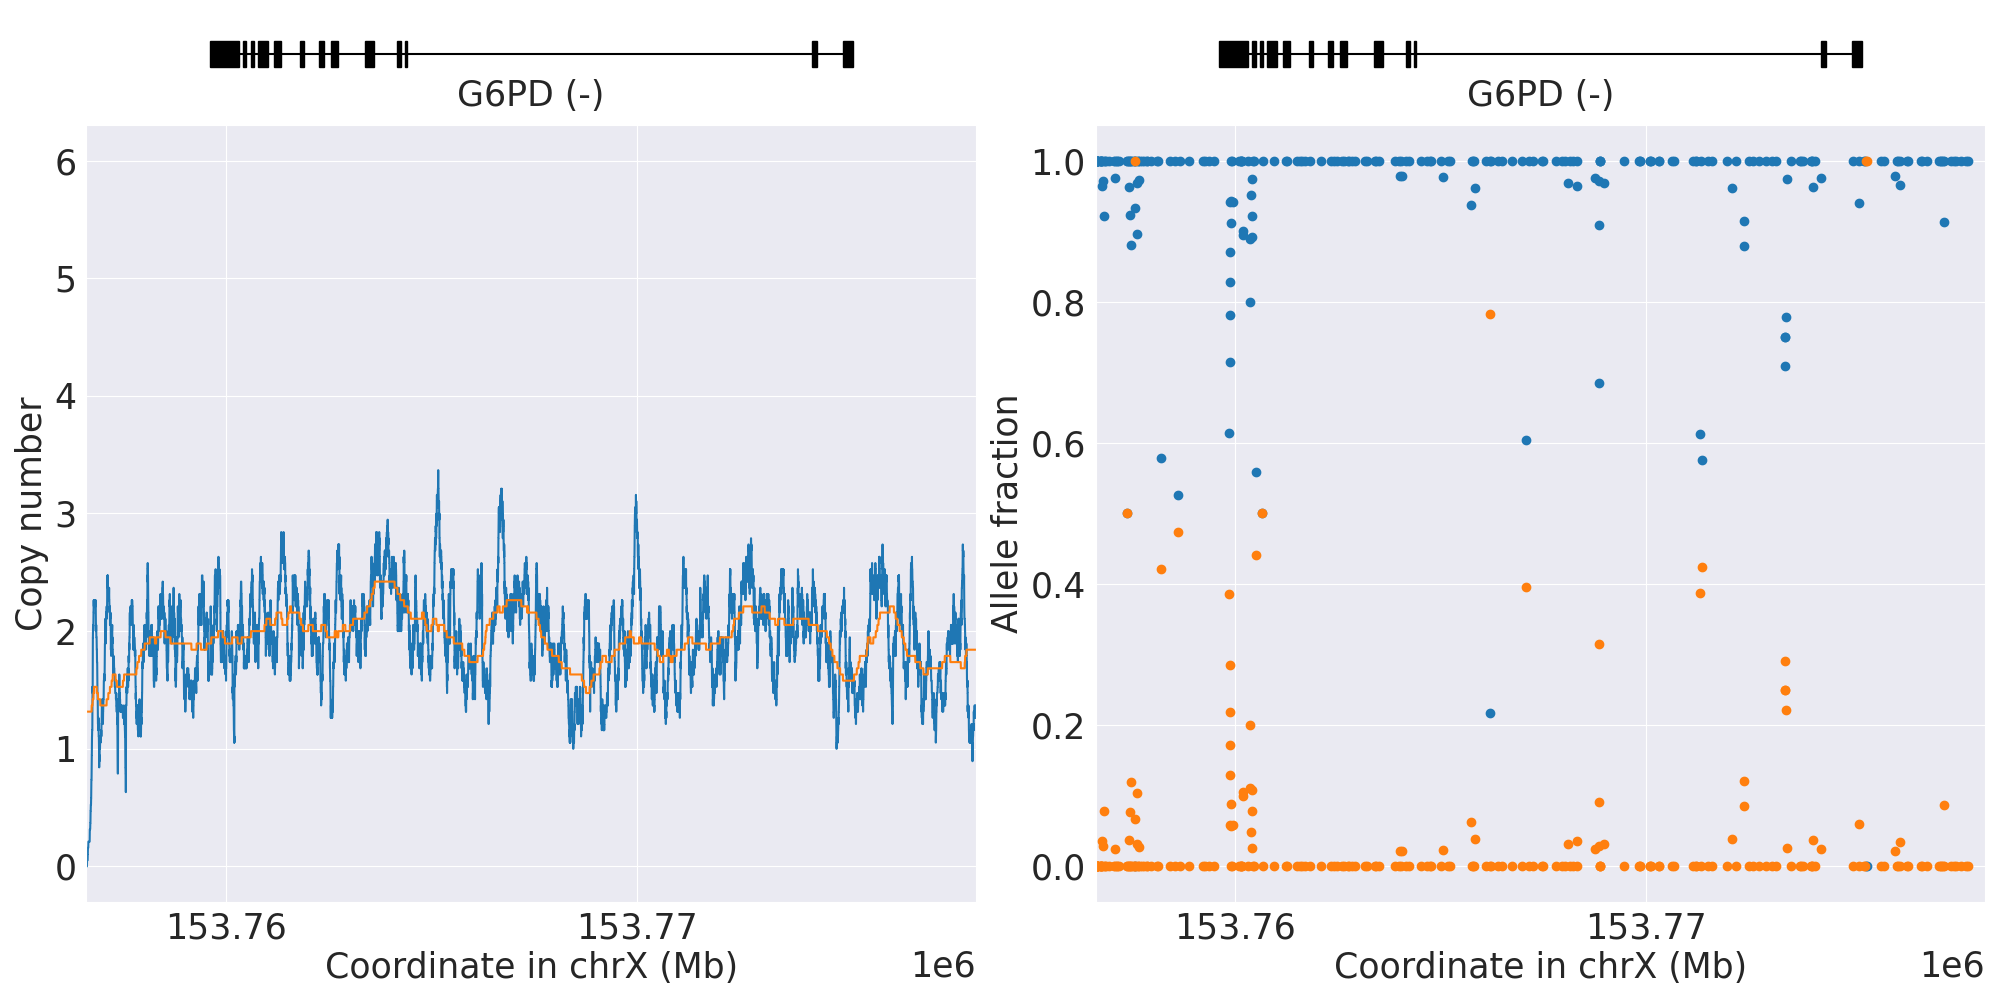 G6PD (-)
6
5
4
3
2
1
0
Copy number
153.76
153.77
Coordinate in chrX (Mb)
1e6
G6PD (-)
1.0
0.8
0.6
0.4
0.2
0.0
Allele fraction
153.76
153.77
Coordinate in chrX (Mb)
1e6